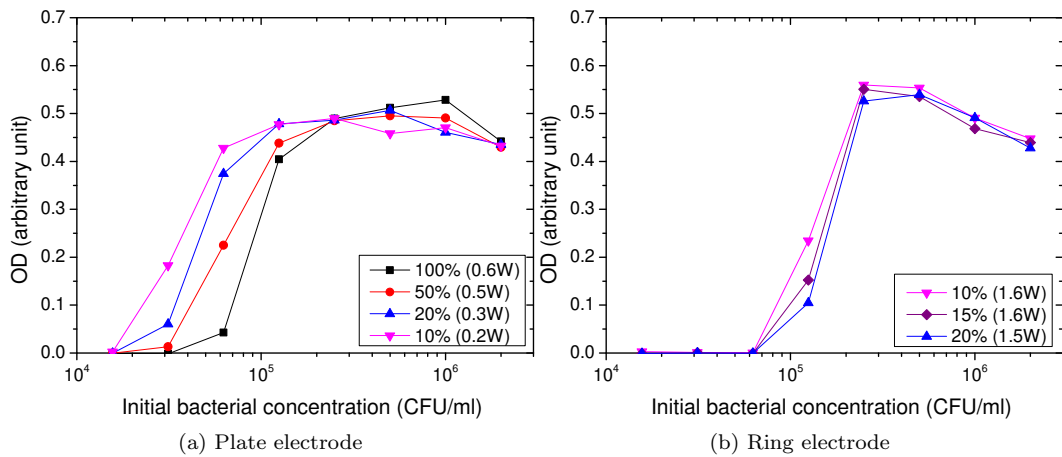 0.7
0.6
0.5
0.4
0.3
0.2
0.1
0.0
OD (arbitrary unit)
100% (0.6W)
50% (0.5W)
20% (0.3W)
10% (0.2W)
10⁴
10⁵
10⁶
Initial bacterial concentration (CFU/ml)
(a) Plate electrode
0.7
0.6
0.5
0.4
0.3
0.2
0.1
0.0
OD (arbitrary unit)
10% (1.6W)
15% (1.6W)
20% (1.5W)
10⁴
10⁵
10⁶
Initial bacterial concentration (CFU/ml)
(b) Ring electrode